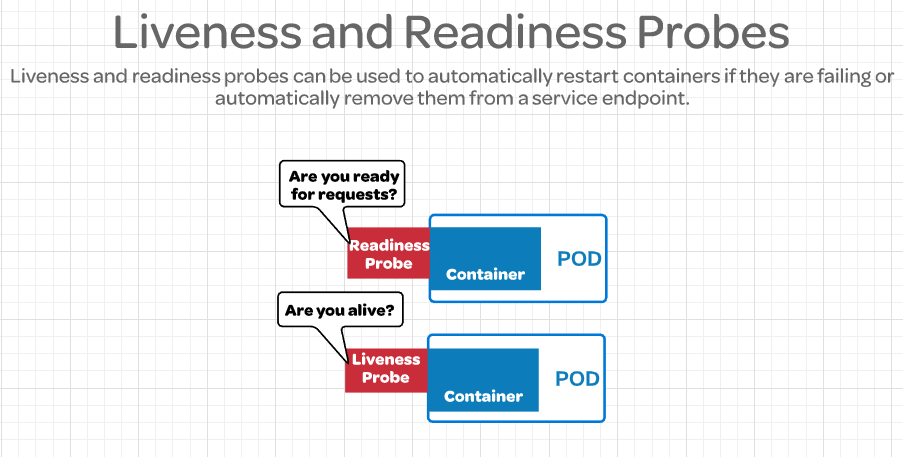 Liveness and Readiness Probes
Liveness and readiness probes can be used to automatically restart containers if they are failing or
automatically remove them from a service endpoint.
Are you ready
for requests?
Readiness
Probe
Container
POD
Are you alive?
Liveness
Probe
Container
POD